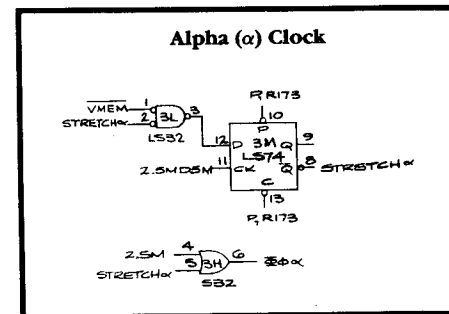 Alpha (α) Clock
P, R173
10
VMEM 1
3L
3
2
STRETCHα
LS32
P
12 D 3M Q 9
LS74
2.5MD5M 11 CK Q 8 STRETCHα
C
13
P, R173
2.5M 4
3H 6 ΦΦα
STRETCHα 5
S32